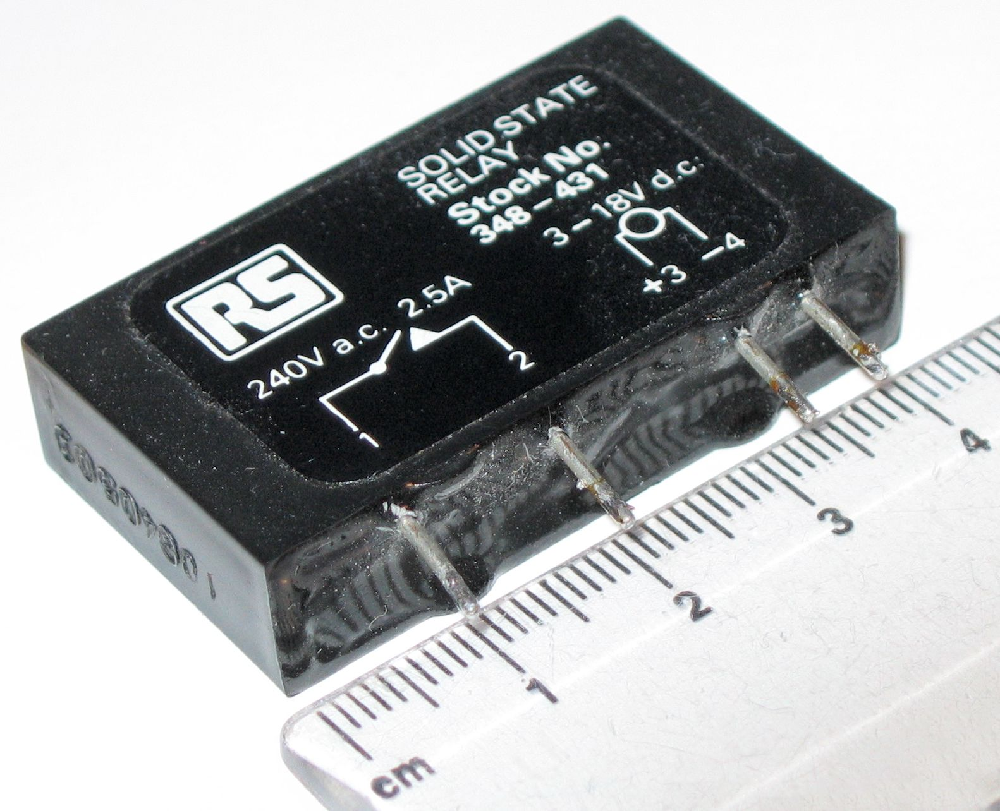 SOLID STATE
RELAY
Stock No.
348-431
3-18V d.c.
+3 -4
RS
240V a.c. 2.5A
1 2
cm 1 2 3 4